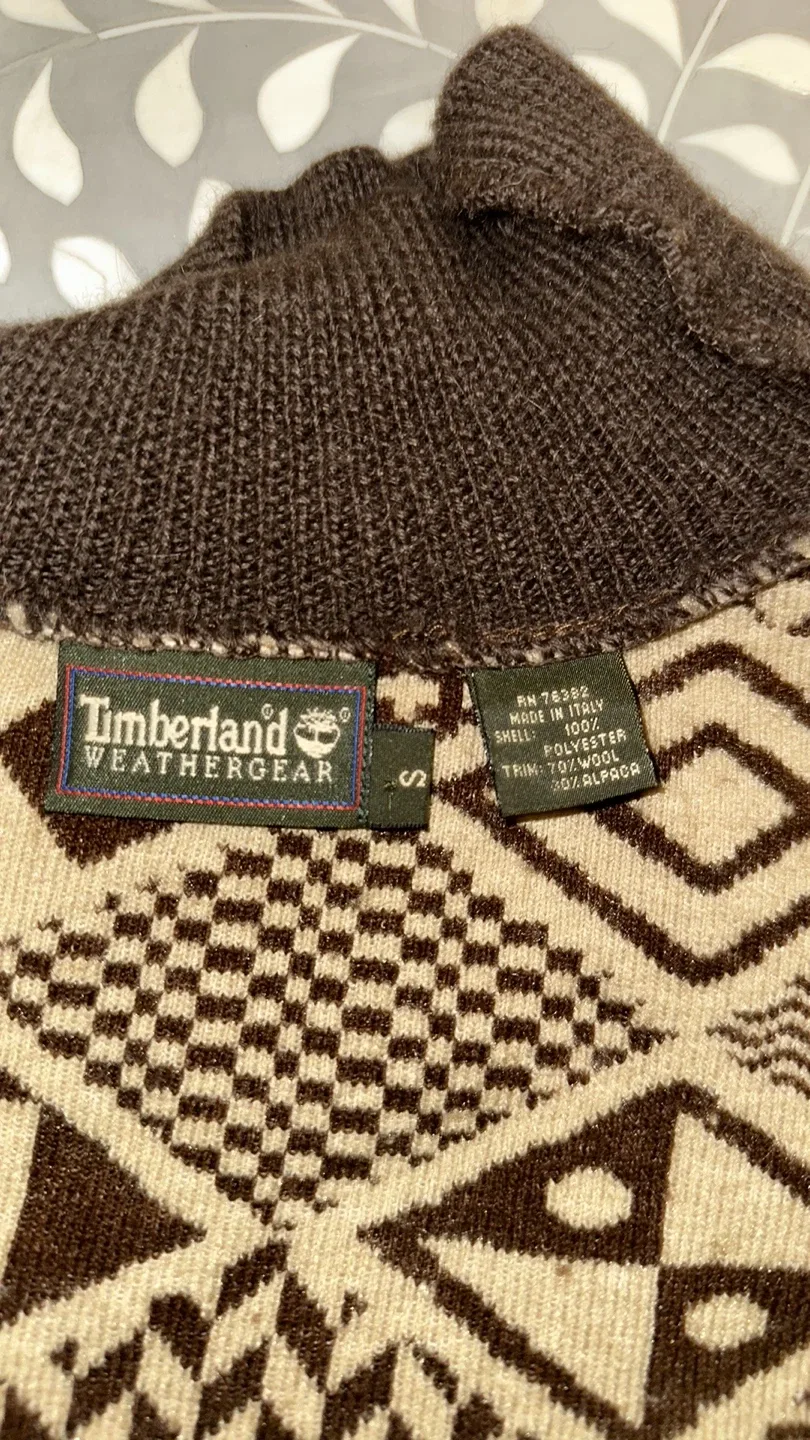 Timberland®
WEATHERGEAR
S
RN 76382
MADE IN ITALY
SHELL: 100%
POLYESTER
TRIM: 70% WOOL
30% ALPACA